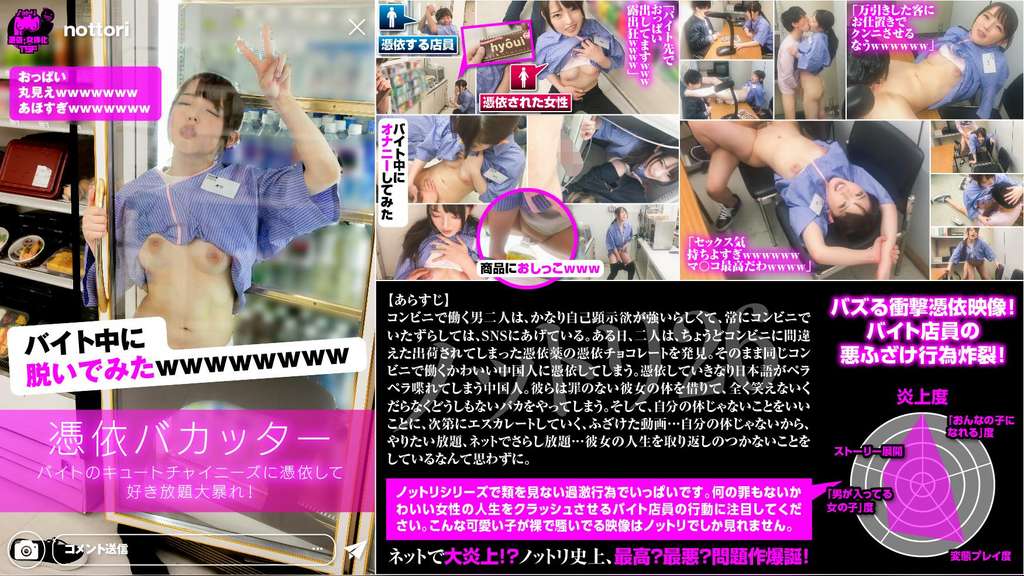 nottori
おっぱい
丸見えwwwwwww
あほすぎwwwwwww
バイト中に
脱いでみたwwwwwwww
憑依バカッター
バイトのキュートチャイニーズに憑依して
好き放題大暴れ！
コメント送信
憑依する店員
hyōui
憑依された女性
「バイト先で
おっぱい
出してますwww
露出狂wwww」
「万引きした客に
お仕置きで
クンニさせる
なうwwwwww」
バイト中に
オナニーしてみた
商品におしっこwww
「セックス気
持ちよすぎwwwwww
マ〇コ最高だわwwww」
【あらすじ】
コンビニで働く男二人は、かなり自己顕示欲が強いらしくて、常にコンビニで
いたずらしては、SNSにあげている。ある日、二人は、ちょうどコンビニに間違
えた出荷されてしまった憑依薬の憑依チョコレートを発見。そのまま同じコン
ビニで働くかわいい中国人に憑依してしまう。憑依していきなり日本語がペラ
ペラ喋れてしまう中国人。彼らは罪のない彼女の体を借りて、全く笑えないく
だらなくどうしもないバカをやってしまう。そして、自分の体じゃないことをいい
ことに、次第にエスカレートしていく、ふざけた動画…自分の体じゃないから、
やりたい放題、ネットでさらし放題…彼女の人生を取り返しのつかないことを
しているなんて思わずに。
ノットリシリーズで類を見ない過激行為でいっぱいです。何の罪もないか
わいい女性の人生をクラッシュさせるバイト店員の行動に注目してくだ
さい。こんな可愛い子が裸で騒いでる映像はノットリでしか見れません。
ネットで大炎上!?ノットリ史上、最高?最悪?問題作爆誕!
バズる衝撃憑依映像!
バイト店員の
悪ふざけ行為炸裂!
炎上度
「おんなの子に
なれる」度
ストーリー展開
「男が入ってる
女の子」度
変態プレイ度